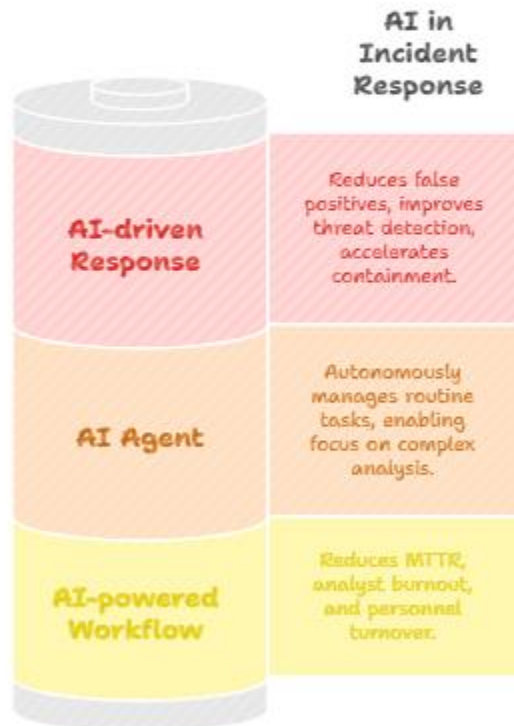 AI in
Incident
Response
AI-driven
Response
Reduces false
positives, improves
threat detection,
accelerates
containment.
AI Agent
Autonomously
manages routine
tasks, enabling
focus on complex
analysis.
AI-powered
Workflow
Reduces MTTR,
analyst burnout,
and personnel
turnover.